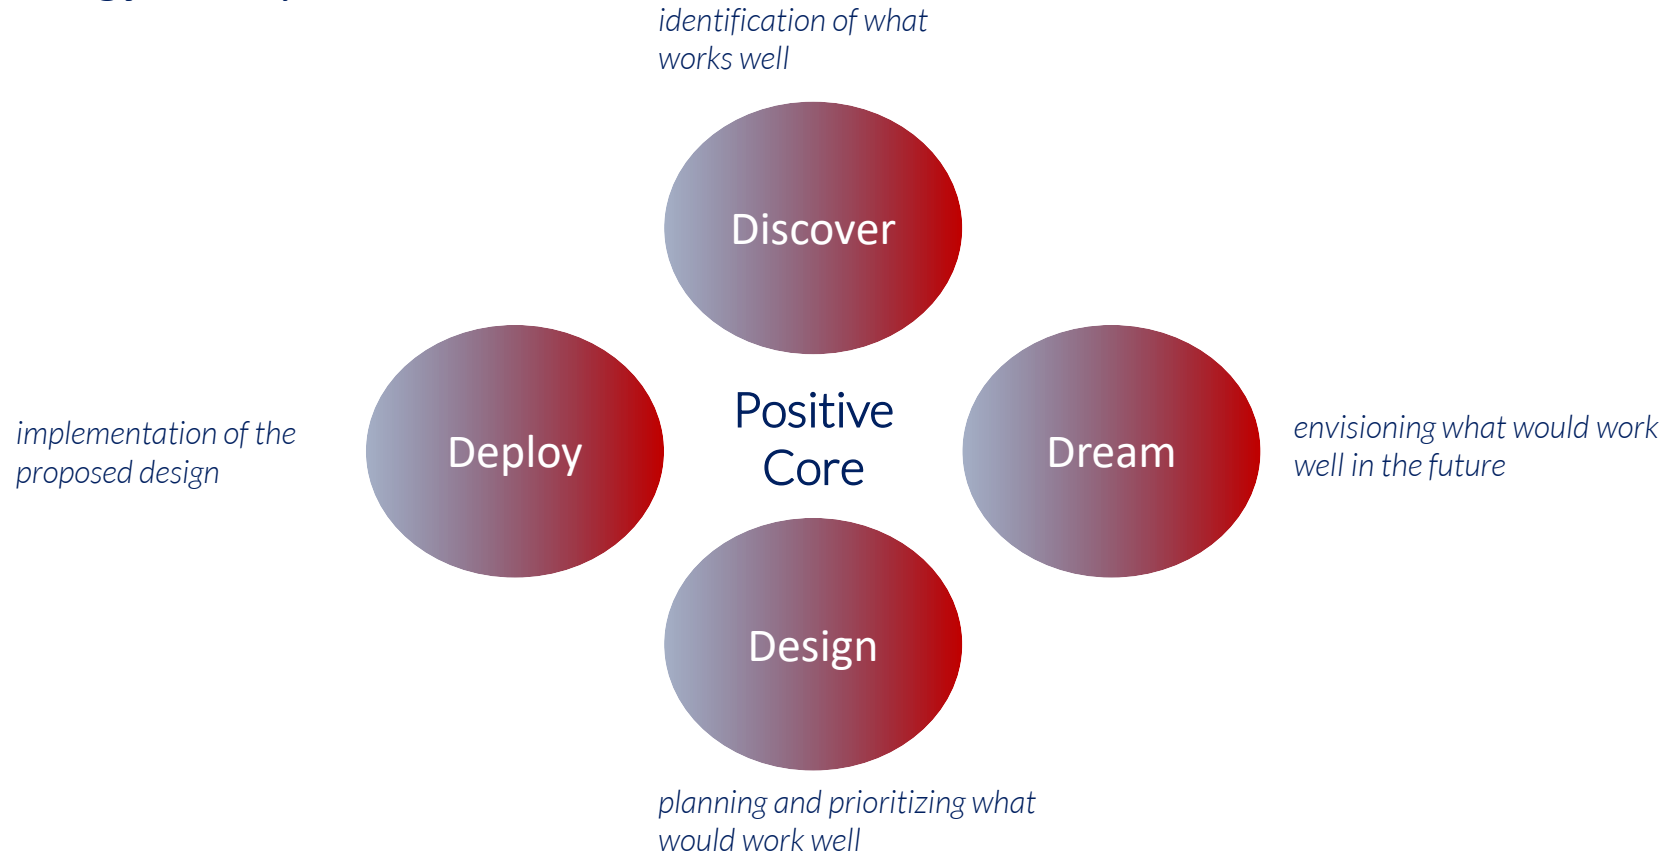 identification of what
works well
Discover
Positive
Core
Deploy
Dream
implementation of the
proposed design
envisioning what would work
well in the future
Design
planning and prioritizing what
would work well